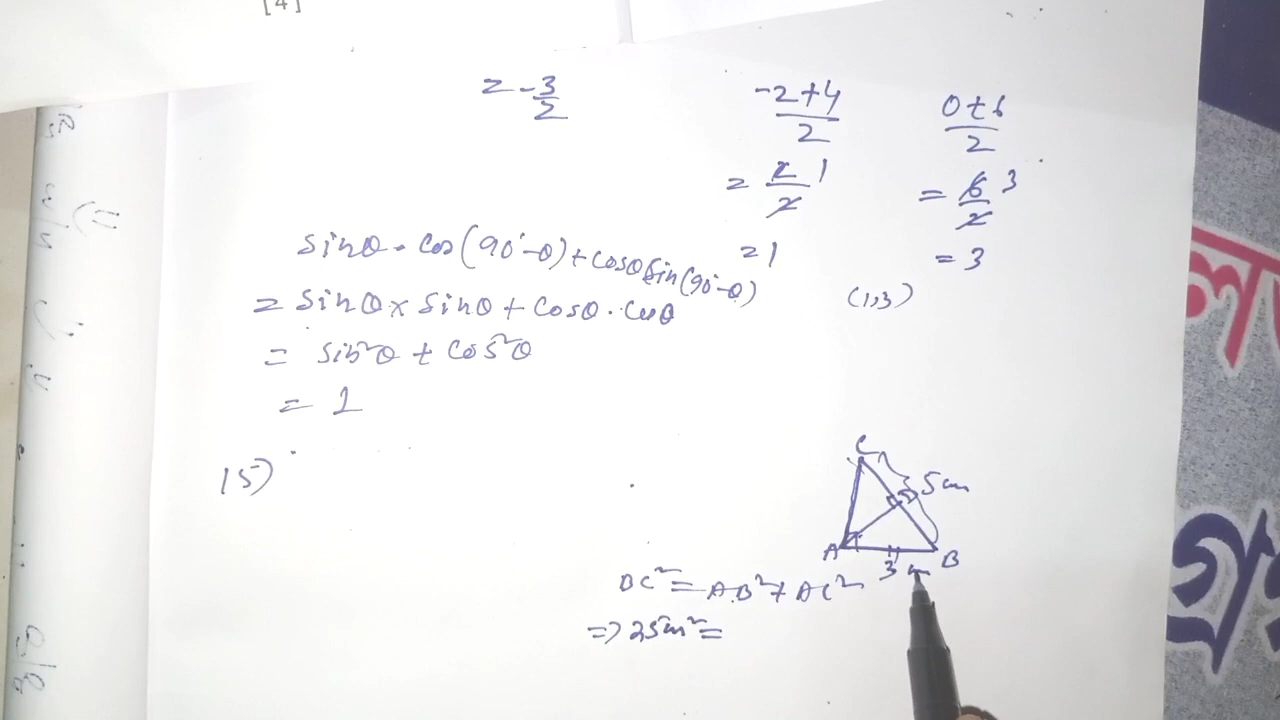 [4]
= -3/2
-2+4/2
0+6/2
= 2/2 1
= 6/2 3
= 1
= 3
(1,3)
sinθ · cos(90°-θ) + cosθ sin(90°-θ)
= sinθ × sinθ + cosθ · cosθ
= sin²θ + cos²θ
= 1
15)
C
5cm
D
A
B
3 cm
BC² = AB² + AC²
=> 25cm² =